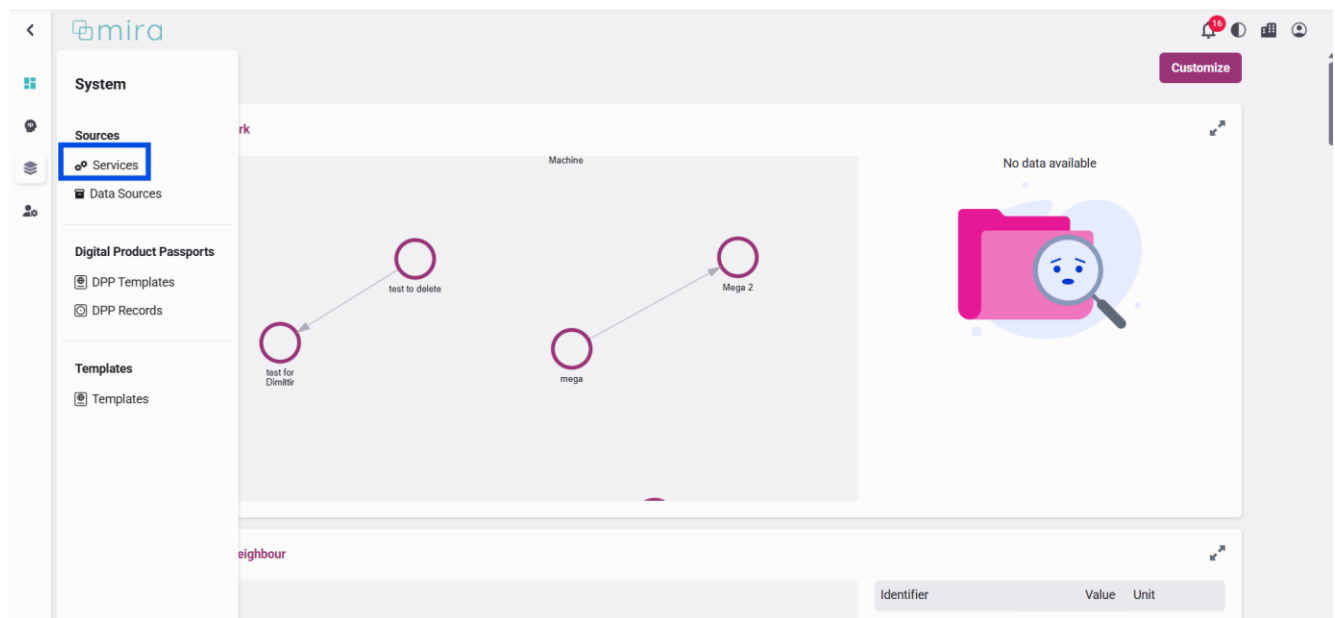 mira
16
Customize
System
Sources
Services
Data Sources
Digital Product Passports
DPP Templates
DPP Records
Templates
Templates
rk
Machine
test to delete
Mega 2
test for
Dimittir
mega
No data available
eighbour
Identifier Value Unit